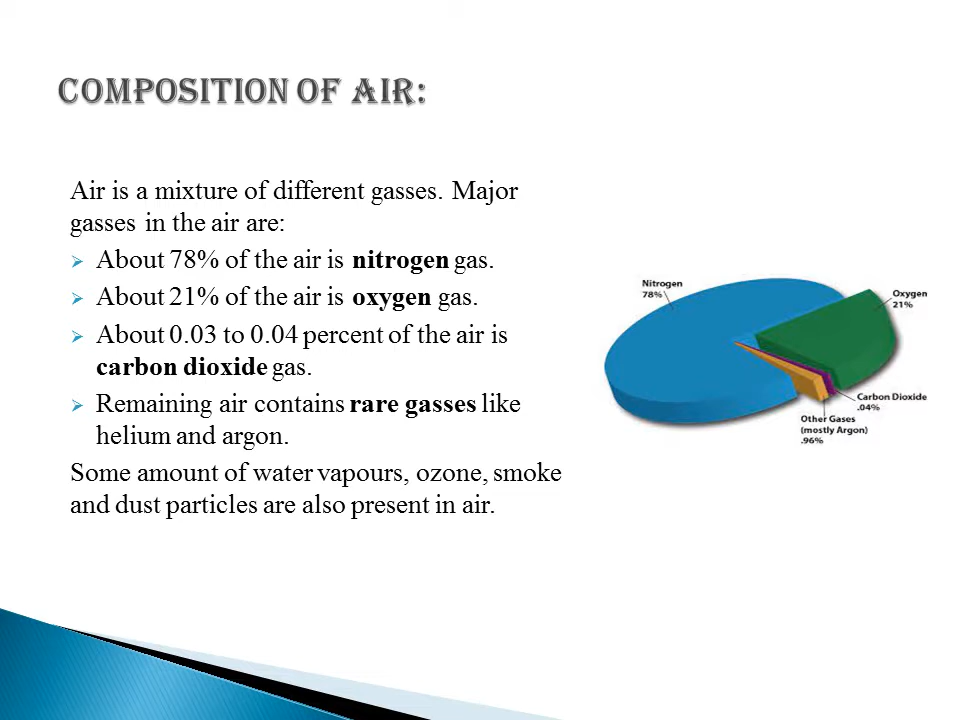 COMPOSITION OF AIR:
Air is a mixture of different gasses. Major
gasses in the air are:
➢ About 78% of the air is nitrogen gas.
➢ About 21% of the air is oxygen gas.
➢ About 0.03 to 0.04 percent of the air is
carbon dioxide gas.
➢ Remaining air contains rare gasses like
helium and argon.
Some amount of water vapours, ozone, smoke
and dust particles are also present in air.
Nitrogen
78%
Oxygen
21%
Carbon Dioxide
.04%
Other Gases
(mostly Argon)
.96%